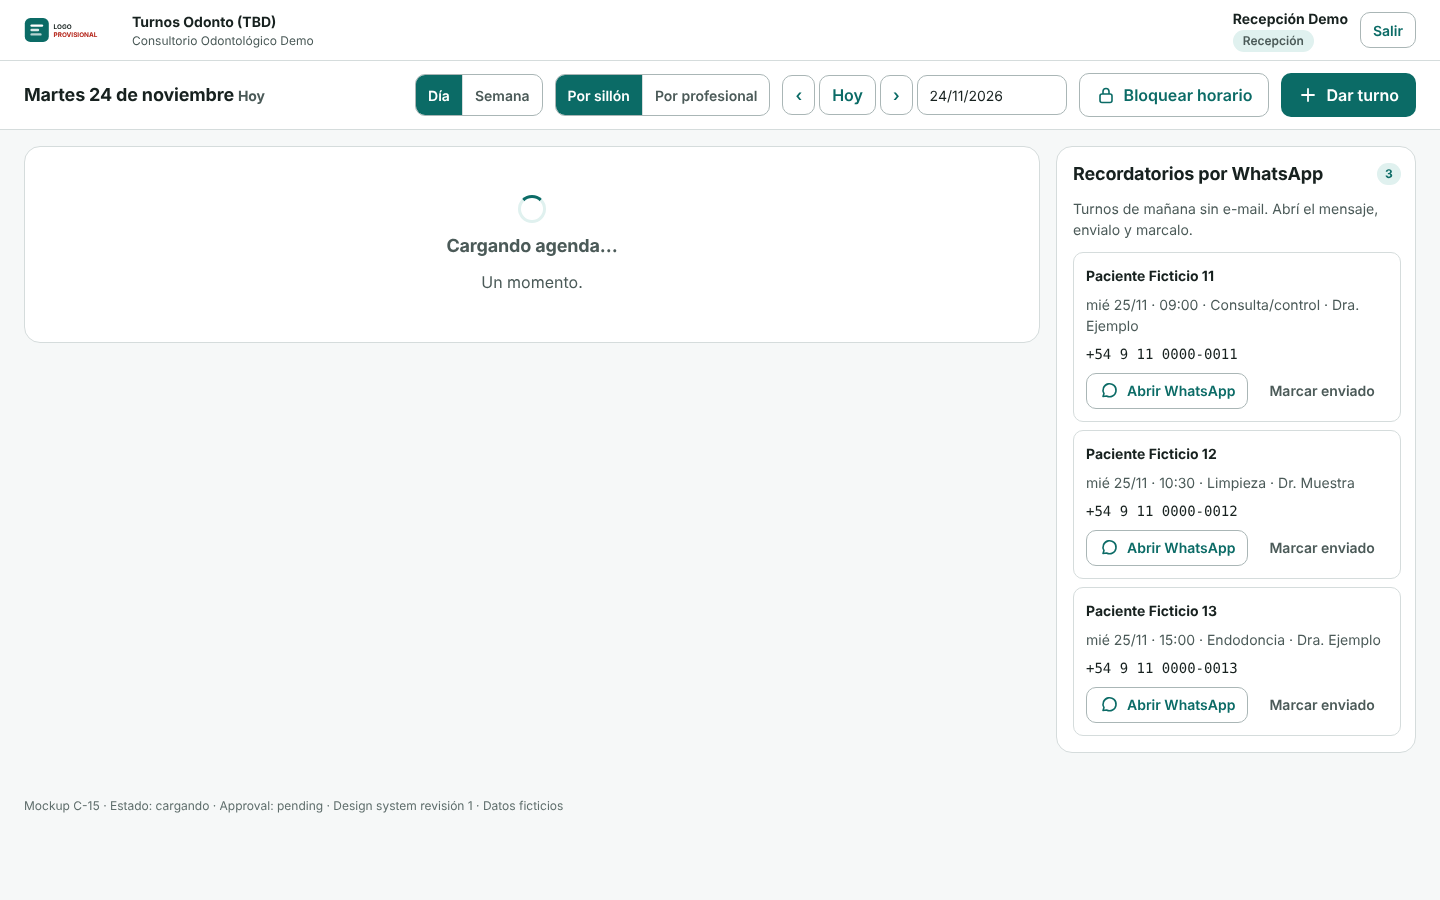 LOGO
PROVISIONAL
Turnos Odonto (TBD)
Consultorio Odontológico Demo
Recepción Demo
Recepción
Salir
Martes 24 de noviembre Hoy
Día
Semana
Por sillón
Por profesional
‹
Hoy
›
24/11/2026
Bloquear horario
Dar turno
Cargando agenda…
Un momento.
Recordatorios por WhatsApp
3
Turnos de mañana sin e-mail. Abrí el mensaje,
envialo y marcalo.
Paciente Ficticio 11
mié 25/11 · 09:00 · Consulta/control · Dra.
Ejemplo
+54 9 11 0000-0011
Abrir WhatsApp
Marcar enviado
Paciente Ficticio 12
mié 25/11 · 10:30 · Limpieza · Dr. Muestra
+54 9 11 0000-0012
Abrir WhatsApp
Marcar enviado
Paciente Ficticio 13
mié 25/11 · 15:00 · Endodoncia · Dra. Ejemplo
+54 9 11 0000-0013
Abrir WhatsApp
Marcar enviado
Mockup C-15 · Estado: cargando · Approval: pending · Design system revisión 1 · Datos ficticios